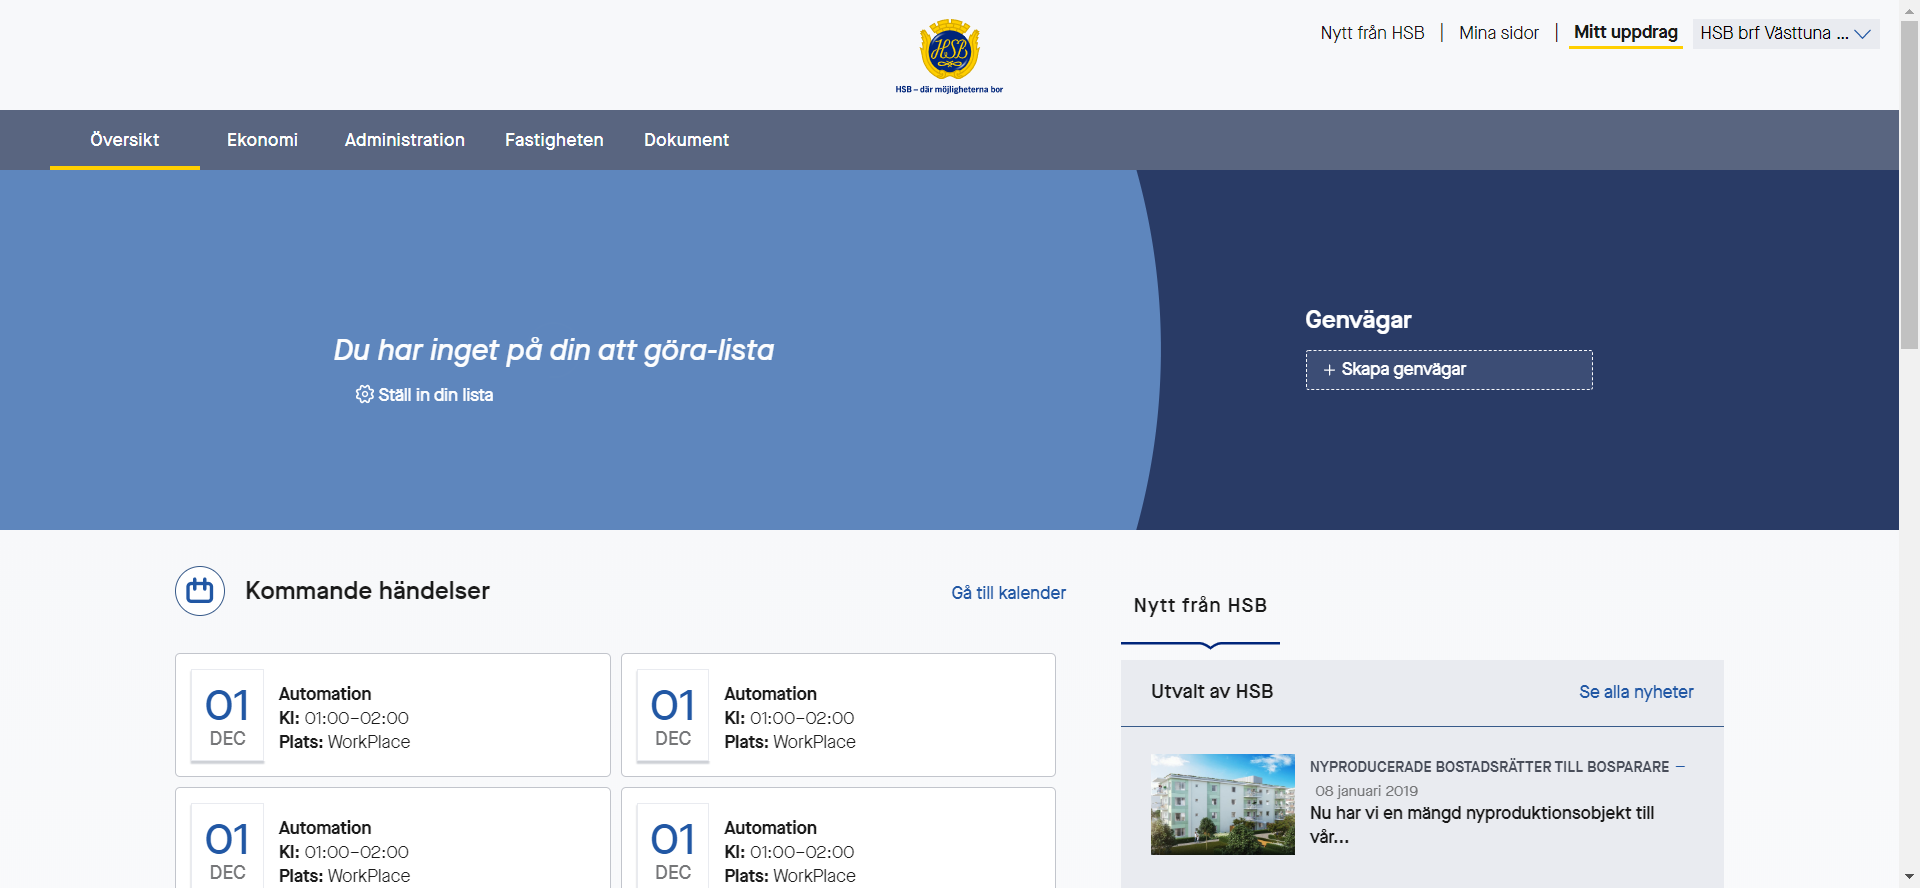 HSB
HSB – där möjligheterna bor
Nytt från HSB
Mina sidor
Mitt uppdrag
HSB brf Västtuna ...
Översikt
Ekonomi
Administration
Fastigheten
Dokument
Du har inget på din att göra-lista
Ställ in din lista
Genvägar
+ Skapa genvägar
Kommande händelser
Gå till kalender
01
DEC
Automation
Kl: 01:00–02:00
Plats: WorkPlace
01
DEC
Automation
Kl: 01:00–02:00
Plats: WorkPlace
01
DEC
Automation
Kl: 01:00–02:00
Plats: WorkPlace
01
DEC
Automation
Kl: 01:00–02:00
Plats: WorkPlace
Nytt från HSB
Utvalt av HSB
Se alla nyheter
NYPRODUCERADE BOSTADSRÄTTER TILL BOSPARARE –
08 januari 2019
Nu har vi en mängd nyproduktionsobjekt till
vår...